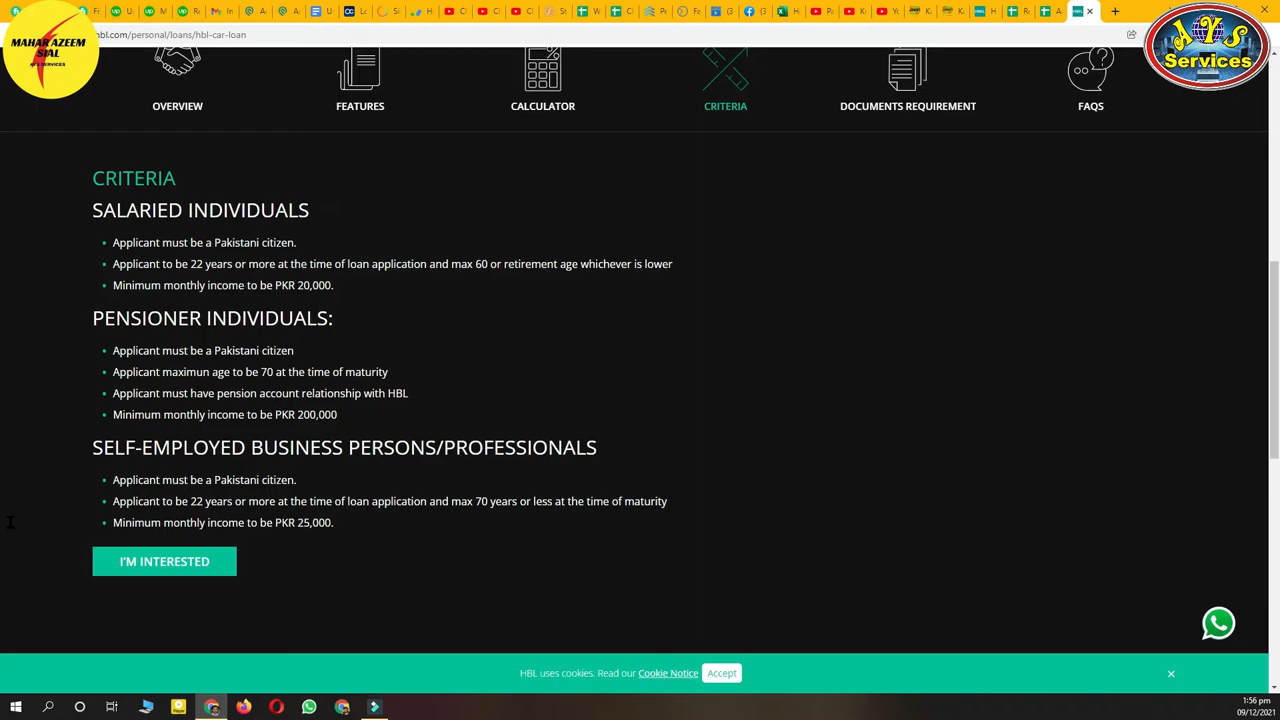 MAHAR AZEEM
SIAL
AYS SERVICES
AYS
Services
hbl.com/personal/loans/hbl-car-loan
OVERVIEW
FEATURES
CALCULATOR
CRITERIA
DOCUMENTS REQUIREMENT
FAQS
CRITERIA
SALARIED INDIVIDUALS
Applicant must be a Pakistani citizen.
Applicant to be 22 years or more at the time of loan application and max 60 or retirement age whichever is lower
Minimum monthly income to be PKR 20,000.
PENSIONER INDIVIDUALS:
Applicant must be a Pakistani citizen
Applicant maximun age to be 70 at the time of maturity
Applicant must have pension account relationship with HBL
Minimum monthly income to be PKR 200,000
SELF-EMPLOYED BUSINESS PERSONS/PROFESSIONALS
Applicant must be a Pakistani citizen.
Applicant to be 22 years or more at the time of loan application and max 70 years or less at the time of maturity
Minimum monthly income to be PKR 25,000.
I'M INTERESTED
HBL uses cookies. Read our Cookie Notice Accept
1:56 pm
09/12/2021